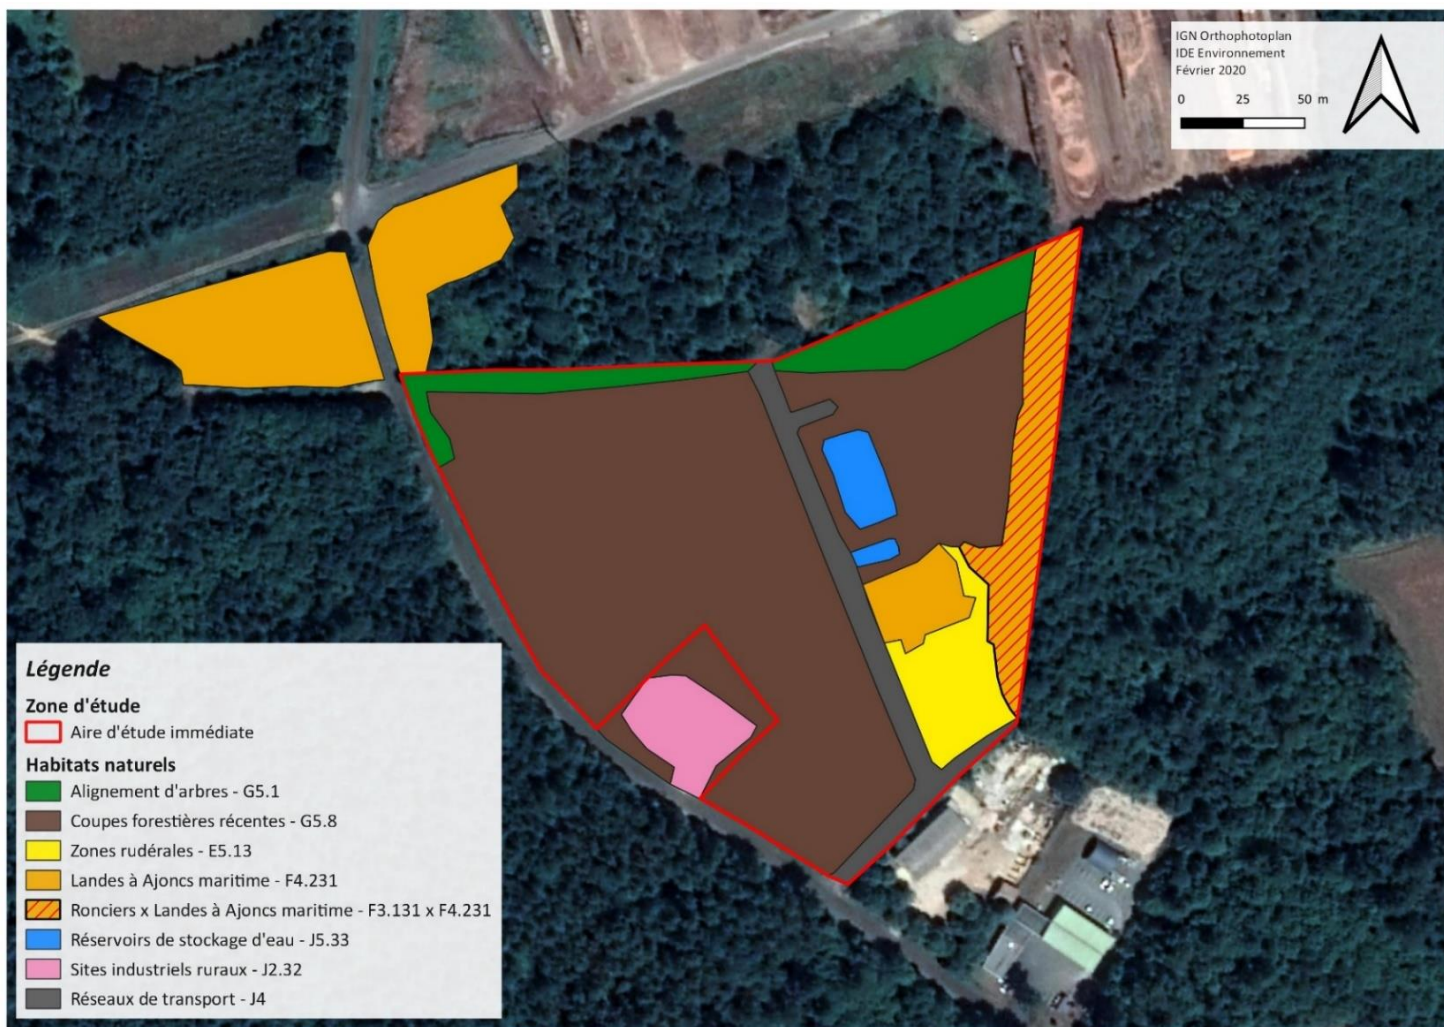 IGN Orthophotoplan
IDE Environnement
Février 2020
0 25 50 m
Légende
Zone d'étude
Aire d'étude immédiate
Habitats naturels
Alignement d'arbres - G5.1
Coupes forestières récentes - G5.8
Zones rudérales - E5.13
Landes à Ajoncs maritime - F4.231
Ronciers x Landes à Ajoncs maritime - F3.131 x F4.231
Réservoirs de stockage d'eau - J5.33
Sites industriels ruraux - J2.32
Réseaux de transport - J4